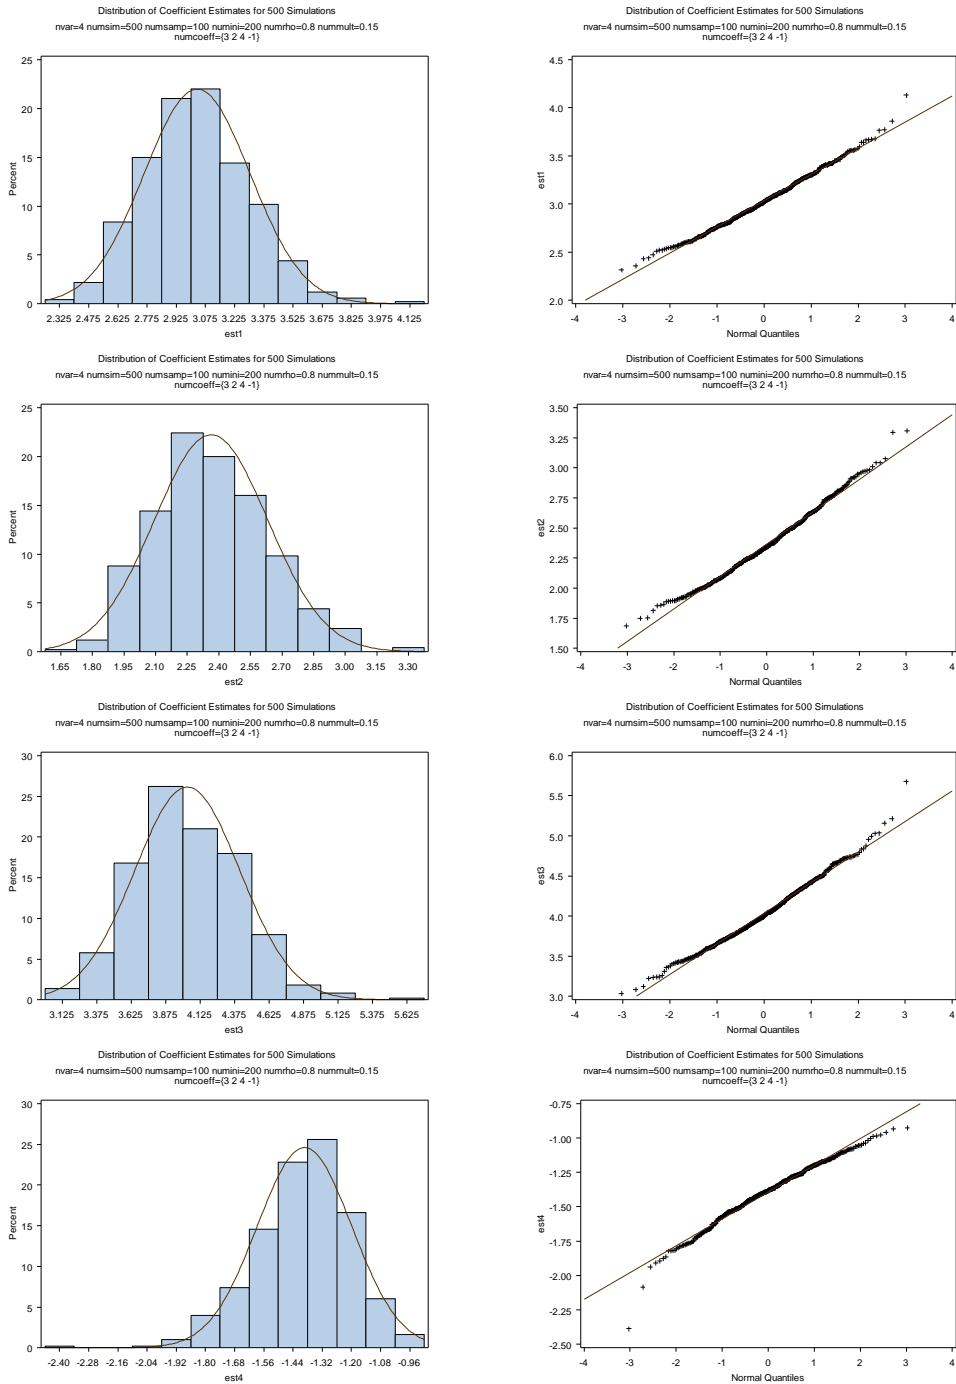 Distribution of Coefficient Estimates for 500 Simulations
nvar=4 numsim=500 numsamp=100 numini=200 numrho=0.8 nummult=0.15
numcoeff={3 2 4 -1}
25
20
15
10
5
0
Percent
2.325 2.475 2.625 2.775 2.925 3.075 3.225 3.375 3.525 3.675 3.825 3.975 4.125
est1
Distribution of Coefficient Estimates for 500 Simulations
nvar=4 numsim=500 numsamp=100 numini=200 numrho=0.8 nummult=0.15
numcoeff={3 2 4 -1}
4.5
4.0
3.5
3.0
2.5
2.0
est1
-4 -3 -2 -1 0 1 2 3 4
Normal Quantiles
Distribution of Coefficient Estimates for 500 Simulations
nvar=4 numsim=500 numsamp=100 numini=200 numrho=0.8 nummult=0.15
numcoeff={3 2 4 -1}
25
20
15
10
5
0
Percent
1.65 1.80 1.95 2.10 2.25 2.40 2.55 2.70 2.85 3.00 3.15 3.30
est2
Distribution of Coefficient Estimates for 500 Simulations
nvar=4 numsim=500 numsamp=100 numini=200 numrho=0.8 nummult=0.15
numcoeff={3 2 4 -1}
3.50
3.25
3.00
2.75
2.50
2.25
2.00
1.75
1.50
est2
-4 -3 -2 -1 0 1 2 3 4
Normal Quantiles
Distribution of Coefficient Estimates for 500 Simulations
nvar=4 numsim=500 numsamp=100 numini=200 numrho=0.8 nummult=0.15
numcoeff={3 2 4 -1}
30
25
20
15
10
5
0
Percent
3.125 3.375 3.625 3.875 4.125 4.375 4.625 4.875 5.125 5.375 5.625
est3
Distribution of Coefficient Estimates for 500 Simulations
nvar=4 numsim=500 numsamp=100 numini=200 numrho=0.8 nummult=0.15
numcoeff={3 2 4 -1}
6.0
5.5
5.0
4.5
4.0
3.5
3.0
est3
-4 -3 -2 -1 0 1 2 3 4
Normal Quantiles
Distribution of Coefficient Estimates for 500 Simulations
nvar=4 numsim=500 numsamp=100 numini=200 numrho=0.8 nummult=0.15
numcoeff={3 2 4 -1}
30
25
20
15
10
5
0
Percent
-2.40 -2.28 -2.16 -2.04 -1.92 -1.80 -1.68 -1.56 -1.44 -1.32 -1.20 -1.08 -0.96
est4
Distribution of Coefficient Estimates for 500 Simulations
nvar=4 numsim=500 numsamp=100 numini=200 numrho=0.8 nummult=0.15
numcoeff={3 2 4 -1}
-0.75
-1.00
-1.25
-1.50
-1.75
-2.00
-2.25
-2.50
est4
-4 -3 -2 -1 0 1 2 3 4
Normal Quantiles